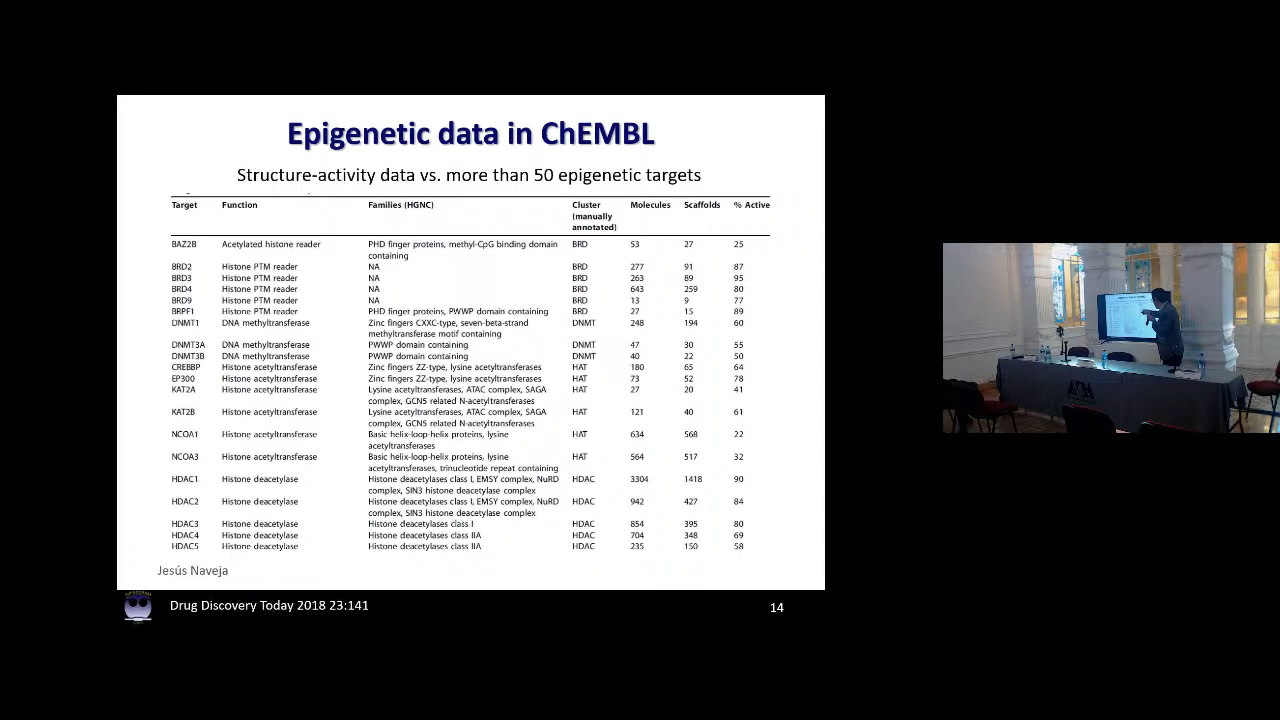 Epigenetic data in ChEMBL
Structure-activity data vs. more than 50 epigenetic targets
Target Function Families (HGNC) Cluster (manually annotated) Molecules Scaffolds % Active
BAZ2B Acetylated histone reader PHD finger proteins, methyl-CpG binding domain containing BRD 53 27 25
BRD2 Histone PTM reader NA BRD 277 91 87
BRD3 Histone PTM reader NA BRD 263 89 95
BRD4 Histone PTM reader NA BRD 643 259 80
BRD9 Histone PTM reader NA BRD 13 9 77
BRPF1 Histone PTM reader PHD finger proteins, PWWP domain containing BRD 27 15 89
DNMT1 DNA methyltransferase Zinc fingers CXXC-type, seven-beta-strand methyltransferase motif containing DNMT 248 194 60
DNMT3A DNA methyltransferase PWWP domain containing DNMT 47 30 55
DNMT3B DNA methyltransferase PWWP domain containing DNMT 40 22 50
CREBBP Histone acetyltransferase Zinc fingers ZZ-type, lysine acetyltransferases HAT 180 65 64
EP300 Histone acetyltransferase Zinc fingers ZZ-type, lysine acetyltransferases HAT 73 52 78
KAT2A Histone acetyltransferase Lysine acetyltransferases, ATAC complex, SAGA complex, GCN5 related N-acetyltransferases HAT 27 20 41
KAT2B Histone acetyltransferase Lysine acetyltransferases, ATAC complex, SAGA complex, GCN5 related N-acetyltransferases HAT 121 40 61
NCOA1 Histone acetyltransferase Basic helix-loop-helix proteins, lysine acetyltransferases HAT 634 568 22
NCOA3 Histone acetyltransferase Basic helix-loop-helix proteins, lysine acetyltransferases, trinucleotide repeat containing HAT 564 517 32
HDAC1 Histone deacetylase Histone deacetylases class I, EMSY complex, NuRD complex, SIN3 histone deacetylase complex HDAC 3304 1418 90
HDAC2 Histone deacetylase Histone deacetylases class I, EMSY complex, NuRD complex, SIN3 histone deacetylase complex HDAC 942 427 84
HDAC3 Histone deacetylase Histone deacetylases class I HDAC 854 395 80
HDAC4 Histone deacetylase Histone deacetylases class IIA HDAC 704 348 69
HDAC5 Histone deacetylase Histone deacetylases class IIA HDAC 235 150 58
Jesús Naveja
Drug Discovery Today 2018 23:141
14